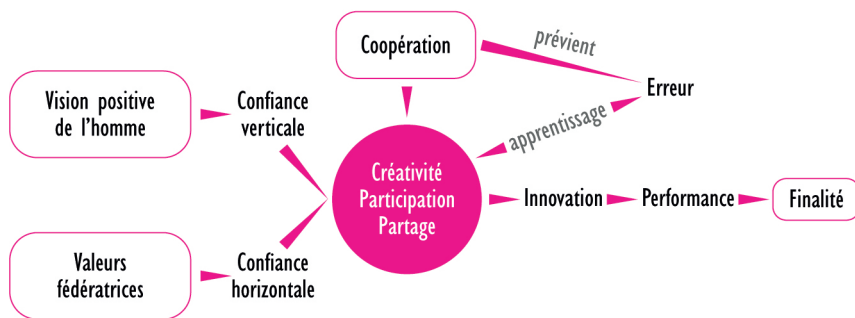 Coopération
prévient
Erreur
Vision positive
de l'homme
Confiance
verticale
apprentissage
Créativité
Participation
Partage
Innovation
Performance
Finalité
Valeurs
fédératrices
Confiance
horizontale